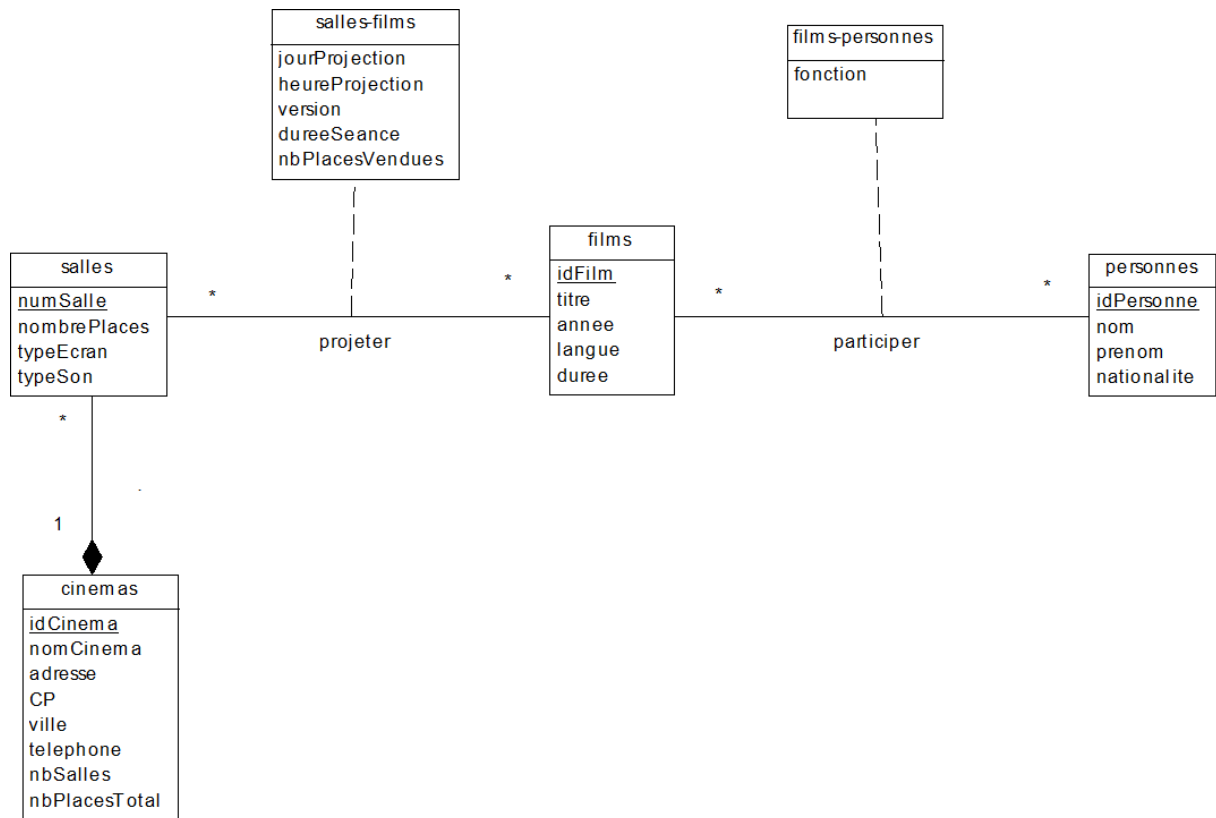 salles-films
jourProjection
heureProjection
version
dureeSeance
nbPlacesVendues
films-personnes
fonction
salles
numSalle
nombrePlaces
typeEcran
typeSon
*
*
projeter
films
idFilm
titre
annee
langue
duree
*
*
participer
personnes
idPersonne
nom
prenom
nationalite
*
1
cinemas
idCinema
nomCinema
adresse
CP
ville
telephone
nbSalles
nbPlacesTotal